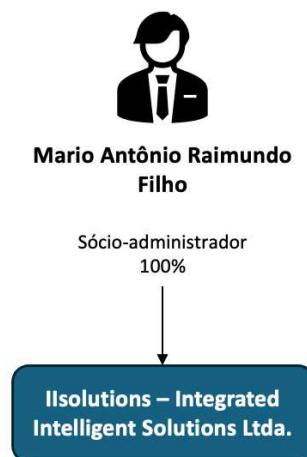 Mario Antônio Raimundo
Filho
Sócio-administrador
100%
IIsolutions – Integrated
Intelligent Solutions Ltda.